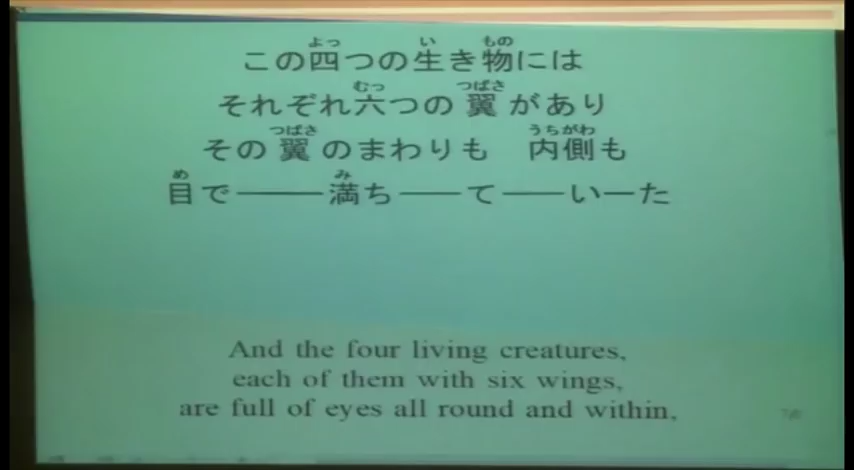 この四つの生き物には
それぞれ六つの翼があり
その翼のまわりも 内側も
目で――――満ち―――て―――い―た
And the four living creatures,
each of them with six wings,
are full of eyes all round and within,